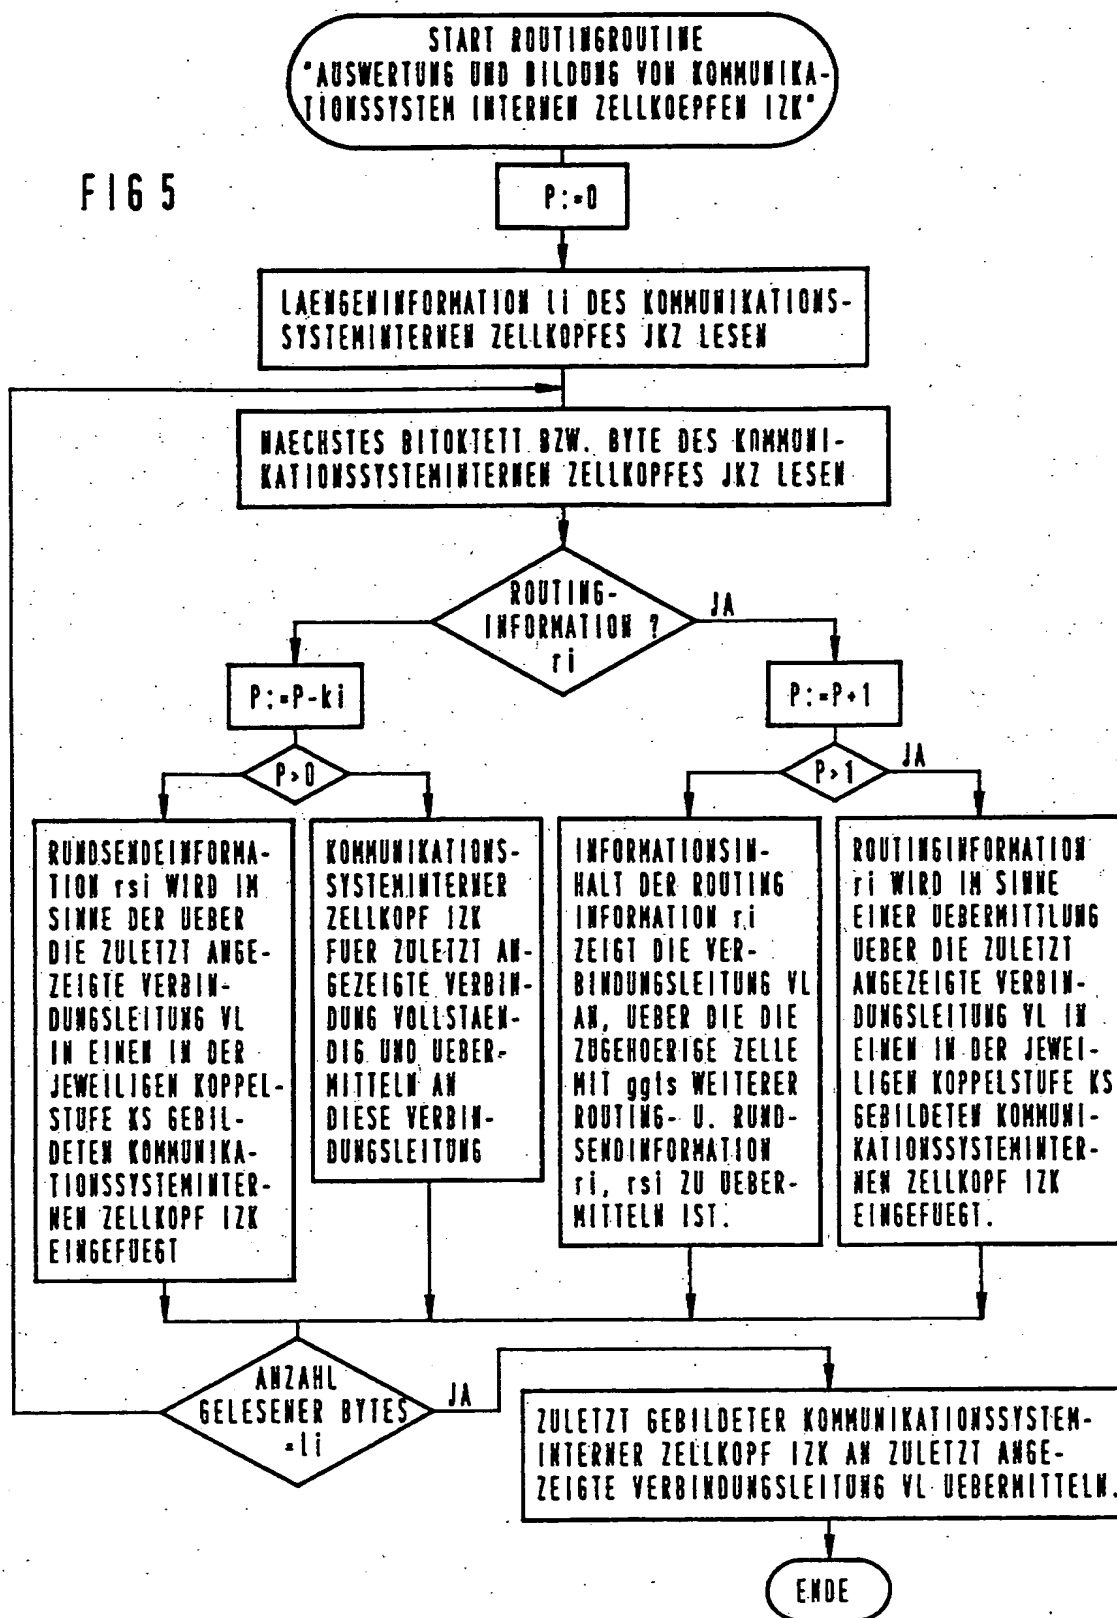 START ROUTINGROUTINE
"AUSWERTUNG UND BILDUNG VON KOMMUNIKA-
TIONSSYSTEM INTERNEN ZELLKOEPFEN IZK"
FIG 5
P:=0
LAENGENINFORMATION li DES KOMMUNIKATIONS-
SYSTEMINTERNEN ZELLKOPFES JKZ LESEN
NAECHSTES BITOKTETT BZW. BYTE DES KOMMUNI-
KATIONSSYSTEMINTERNEN ZELLKOPFES JKZ LESEN
ROUTING-
INFORMATION ?
ri
JA
P:=P-ki
P:=P+1
P>0
P>1
JA
RUNDSENDEINFORMA-
TION rsi WIRD IM
SINNE DER UEBER
DIE ZULETZT ANGE-
ZEIGTE VERBIN-
DUNGSLEITUNG VL
IN EINEN IN DER
JEWEILIGEN KOPPEL-
STUFE KS GEBIL-
DETEN KOMMUNIKA-
TIONSSYSTEMINTER-
NEN ZELLKOPF IZK
EINGEFUEGT
KOMMUNIKATIONS-
SYSTEMINTERNER
ZELLKOPF IZK
FUER ZULETZT AN-
GEZEIGTE VERBIN-
DUNG VOLLSTAEN-
DIG UND UEBER-
MITTELN AN
DIESE VERBIN-
DUNGSLEITUNG
INFORMATIONSIN-
HALT DER ROUTING
INFORMATION ri
ZEIGT DIE VER-
BINDUNGSLEITUNG VL
AN, UEBER DIE DIE
ZUGEHOERIGE ZELLE
MIT ggfs WEITERER
ROUTING- U. RUND-
SENDINFORMATION
ri, rsi ZU UEBER-
MITTELN IST.
ROUTINGINFORMATION
ri WIRD IM SINNE
EINER UEBERMITTLUNG
UEBER DIE ZULETZT
ANGEZEIGTE VERBIN-
DUNGSLEITUNG VL IN
EINEN IN DER JEWEI-
LIGEN KOPPELSTUFE KS
GEBILDETEN KOMMUNI-
KATIONSSYSTEMINTER-
NEN ZELLKOPF IZK
EINGEFUEGT.
ANZAHL
GELESENER BYTES
=li
JA
ZULETZT GEBILDETER KOMMUNIKATIONSSYSTEM-
INTERNER ZELLKOPF IZK AN ZULETZT ANGE-
ZEIGTE VERBINDUNGSLEITUNG VL UEBERMITTELN.
ENDE